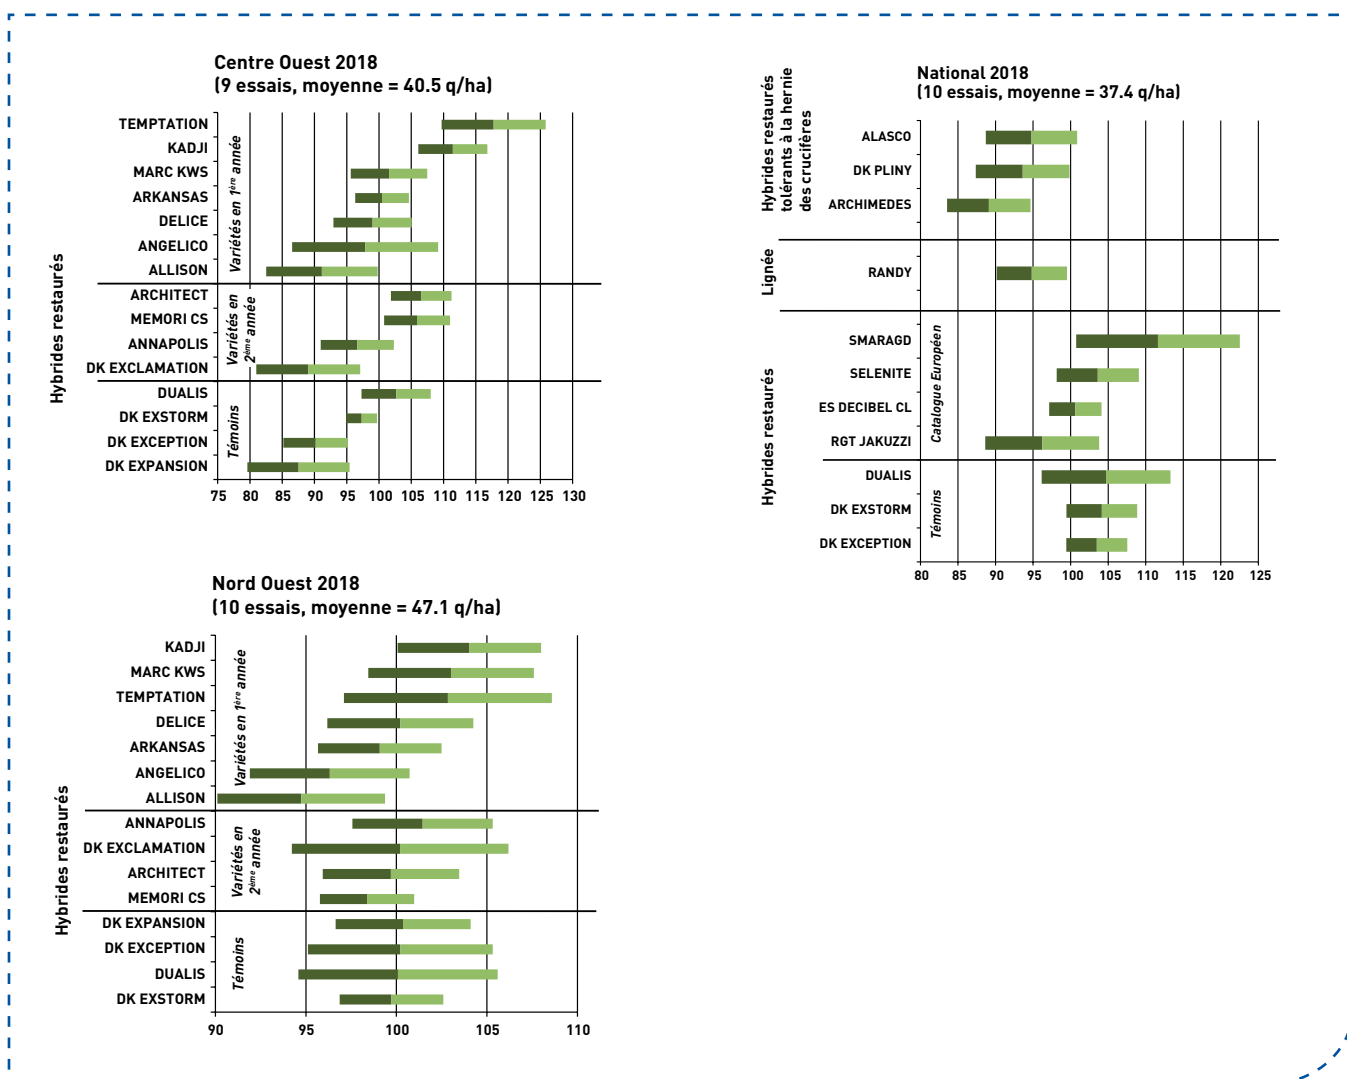 Centre Ouest 2018
(9 essais, moyenne = 40.5 q/ha)
Hybrides restaurés
Variétés en 1ère année
TEMPTATION
KADJI
MARC KWS
ARKANSAS
DELICE
ANGELICO
ALLISON
Variétés en
2ème année
ARCHITECT
MEMORI CS
ANNAPOLIS
DK EXCLAMATION
Témoins
DUALIS
DK EXSTORM
DK EXCEPTION
DK EXPANSION
75 80 85 90 95 100 105 110 115 120 125 130
National 2018
(10 essais, moyenne = 37.4 q/ha)
Hybrides restaurés
tolérants à la hernie
des crucifères
ALASCO
DK PLINY
ARCHIMEDES
Lignée
RANDY
Hybrides restaurés
Catalogue Européen
SMARAGD
SELENITE
ES DECIBEL CL
RGT JAKUZZI
Témoins
DUALIS
DK EXSTORM
DK EXCEPTION
80 85 90 95 100 105 110 115 120 125
Nord Ouest 2018
(10 essais, moyenne = 47.1 q/ha)
Hybrides restaurés
Variétés en 1ère année
KADJI
MARC KWS
TEMPTATION
DELICE
ARKANSAS
ANGELICO
ALLISON
Variétés en
2ème année
ANNAPOLIS
DK EXCLAMATION
ARCHITECT
MEMORI CS
Témoins
DK EXPANSION
DK EXCEPTION
DUALIS
DK EXSTORM
90 95 100 105 110